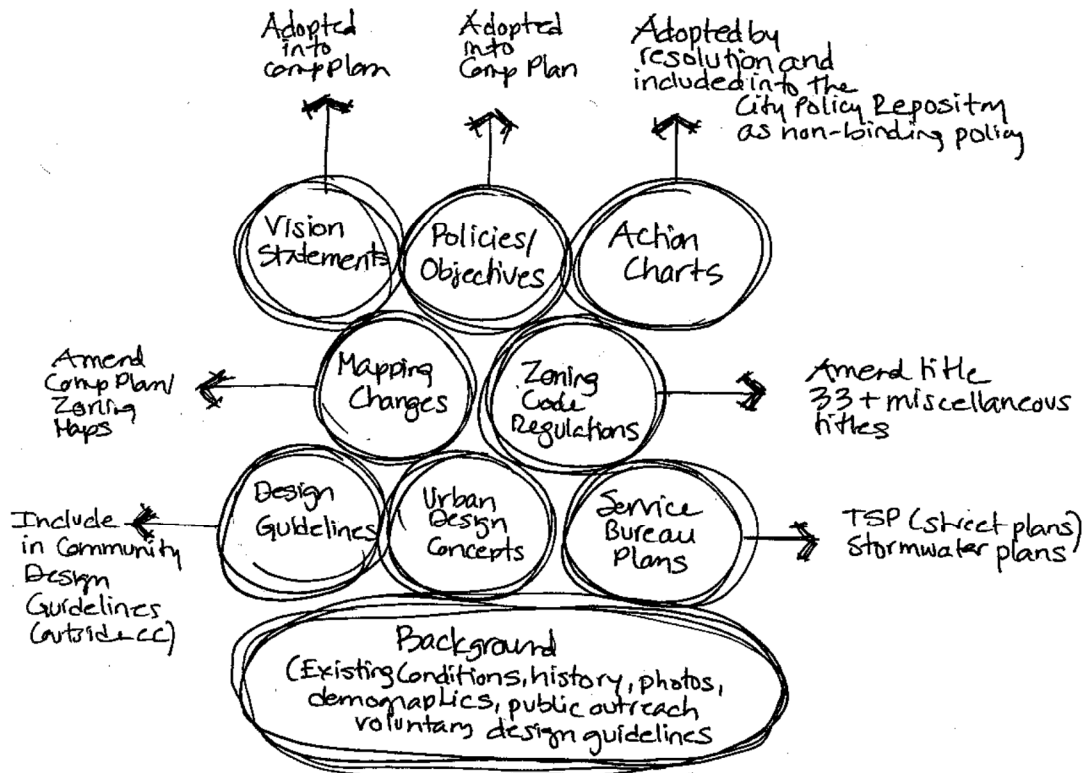 Adopted
into
comp Plan
Adopted
into
Comp Plan
Adopted by
resolution and
included into the
City Policy Repository
as non-binding policy
Vision
Statements
Policies/
Objectives
Action
Charts
Amend
Comp Plan/
Zoning
Maps
Mapping
Changes
Zoning
Code
Regulations
Amend title
33 + miscellaneous
titles
Include
in Community
Design
Guidelines
(outside cc)
Design
Guidelines
Urban
Design
Concepts
Service
Bureau
Plans
TSP (street plans)
Stormwater plans
Background
(Existing Conditions, history, photos,
demographics, public outreach
voluntary design guidelines